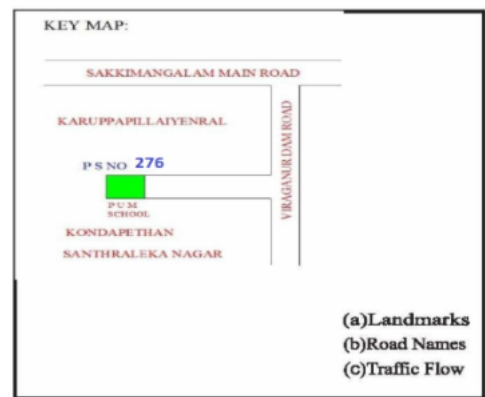 KEY MAP:
SAKKIMANGALAM MAIN ROAD
KARUPPAPILLAIYENRAL
VIRAGANUR DAM ROAD
P S NO 276
P U M
SCHOOL
KONDAPETHAN
SANTHRALEKA NAGAR
(a)Landmarks
(b)Road Names
(c)Traffic Flow